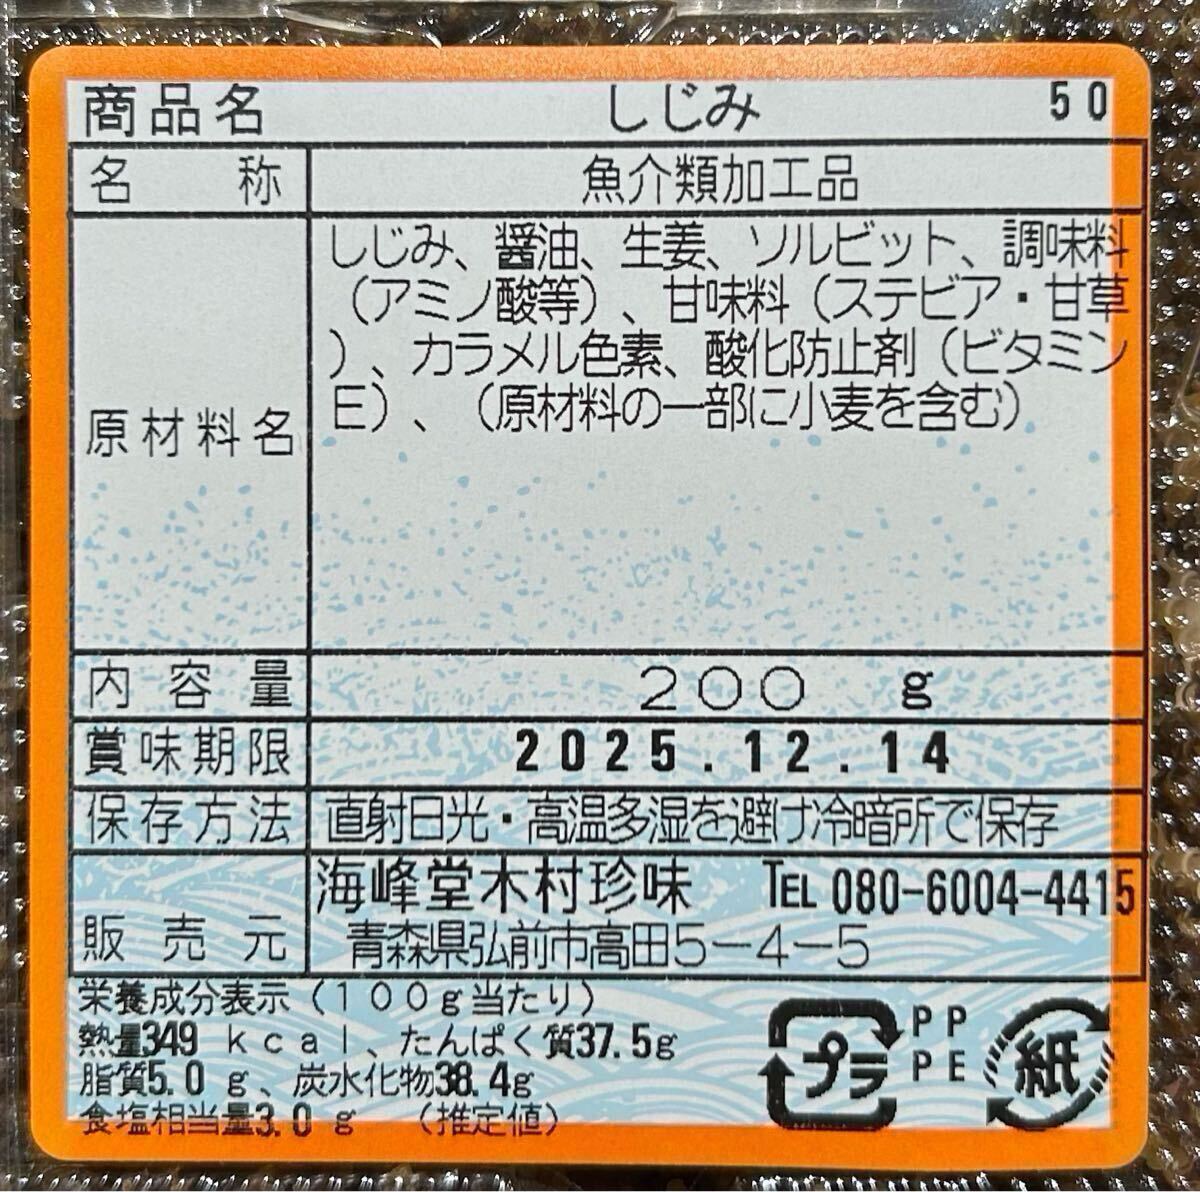 商品名 しじみ 50
名称 魚介類加工品
原材料名
しじみ、醤油、生姜、ソルビット、調味料
（アミノ酸等）、甘味料（ステビア・甘草
）、カラメル色素、酸化防止剤（ビタミン
E）、（原材料の一部に小麦を含む）
内容量 200 g
賞味期限 2025.12.14
保存方法 直射日光・高温多湿を避け冷暗所で保存
販売元
海峰堂木村珍味 TEL 080-6004-4415
青森県弘前市高田5-4-5
栄養成分表示（100g当たり）
熱量349 kcal、たんぱく質37.5g
脂質5.0 g、炭水化物38.4g
食塩相当量3.0 g （推定値）
プラ PP
PE
紙